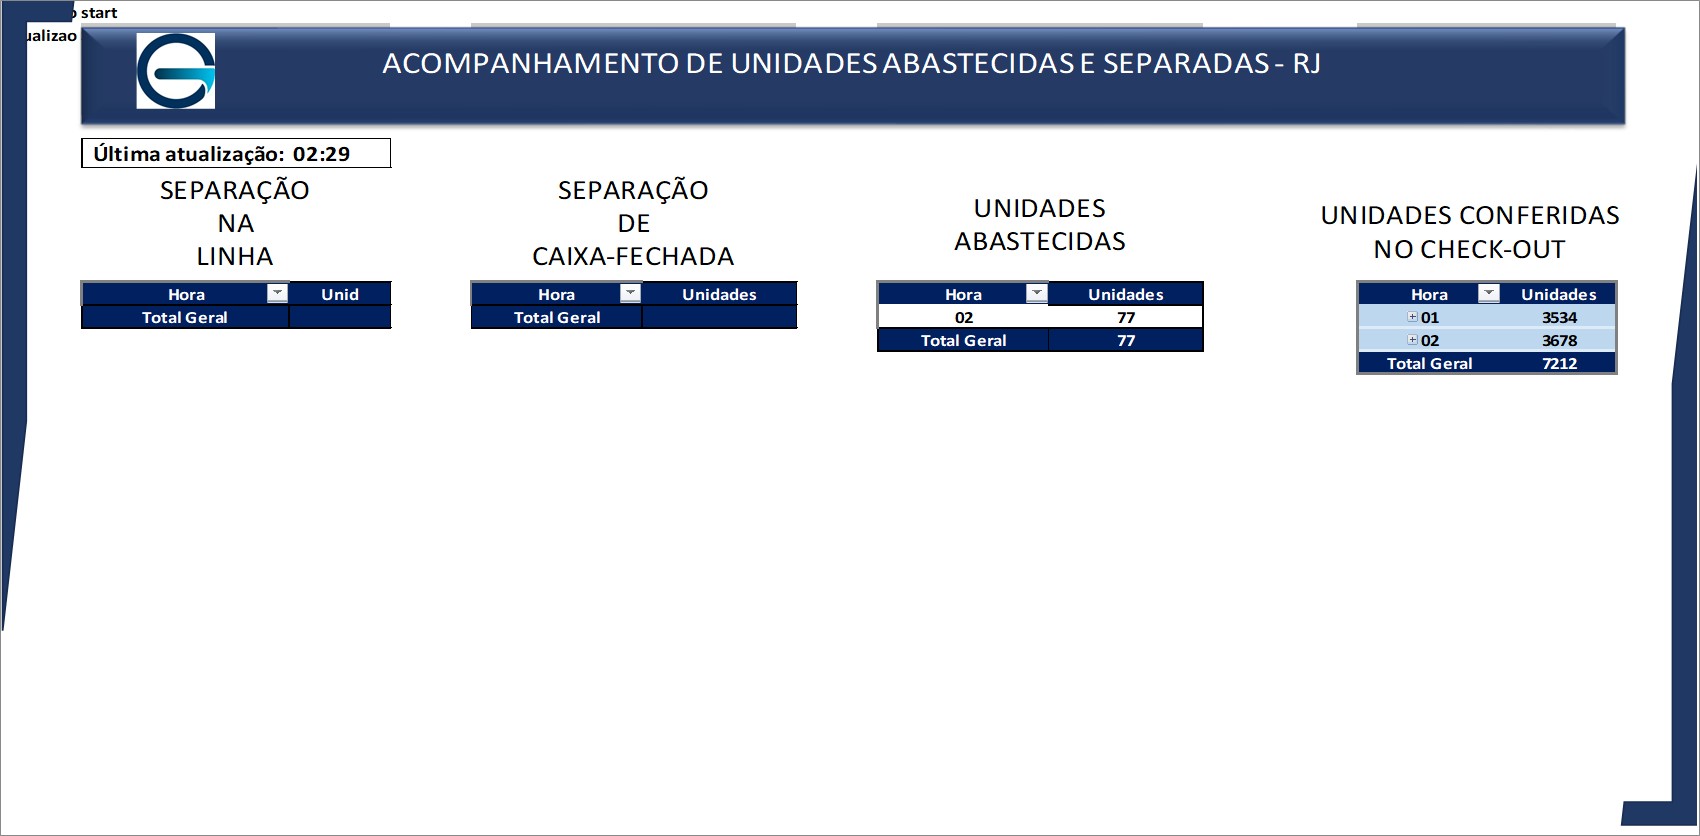 start
ACOMPANHAMENTO DE UNIDADES ABASTECIDAS E SEPARADAS - RJ
Última atualização: 02:29
SEPARAÇÃO
NA
LINHA
Hora Unid
Total Geral
SEPARAÇÃO
DE
CAIXA-FECHADA
Hora Unidades
Total Geral
UNIDADES
ABASTECIDAS
Hora Unidades
02 77
Total Geral 77
UNIDADES CONFERIDAS
NO CHECK-OUT
Hora Unidades
01 3534
02 3678
Total Geral 7212